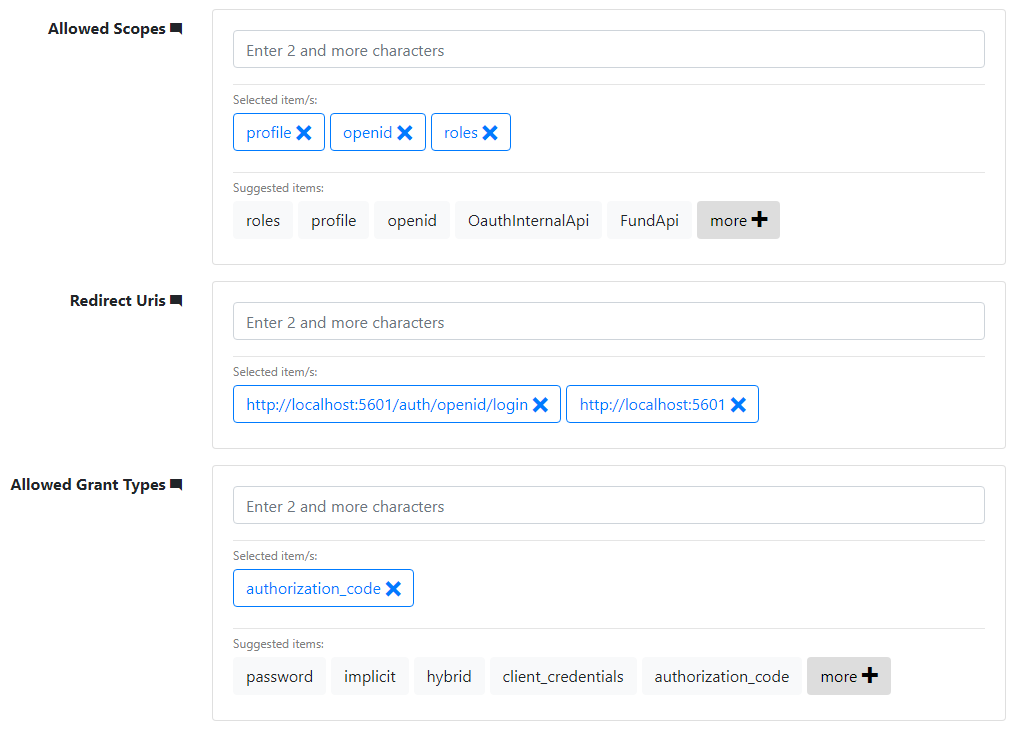 Allowed Scopes
Enter 2 and more characters
Selected item/s:
profile openid roles
Suggested items:
roles profile openid OauthInternalApi FundApi more
Redirect Uris
Enter 2 and more characters
Selected item/s:
http://localhost:5601/auth/openid/login http://localhost:5601
Allowed Grant Types
Enter 2 and more characters
Selected item/s:
authorization_code
Suggested items:
password implicit hybrid client_credentials authorization_code more